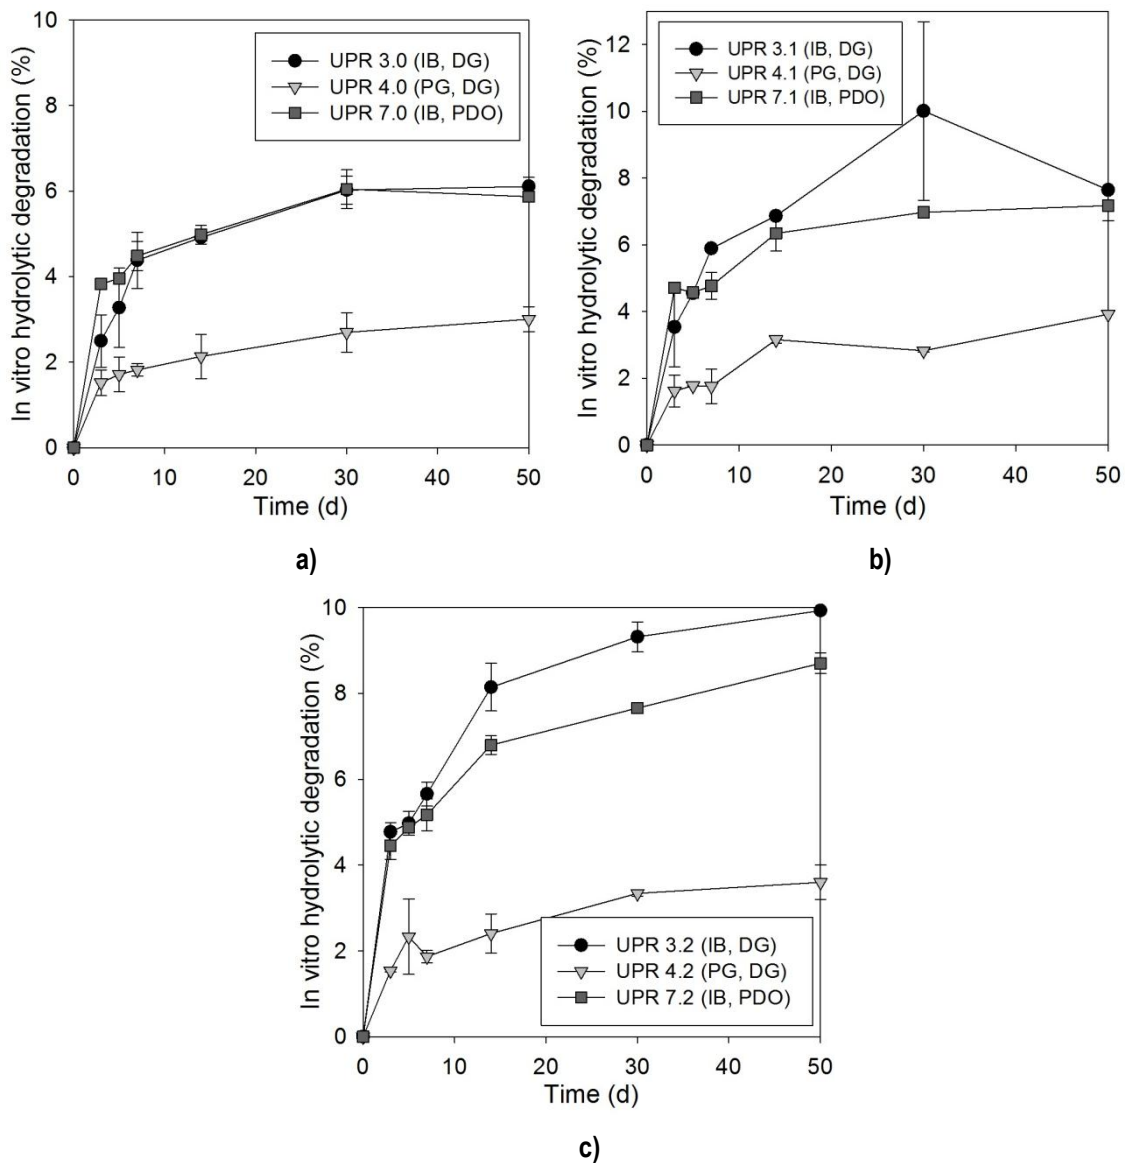 10
8
6
4
2
0
In vitro hydrolytic degradation (%)
UPR 3.0 (IB, DG)
UPR 4.0 (PG, DG)
UPR 7.0 (IB, PDO)
0 10 20 30 40 50
Time (d)
a)
12
10
8
6
4
2
0
In vitro hydrolytic degradation (%)
UPR 3.1 (IB, DG)
UPR 4.1 (PG, DG)
UPR 7.1 (IB, PDO)
0 10 20 30 40 50
Time (d)
b)
10
8
6
4
2
0
In vitro hydrolytic degradation (%)
UPR 3.2 (IB, DG)
UPR 4.2 (PG, DG)
UPR 7.2 (IB, PDO)
0 10 20 30 40 50
Time (d)
c)